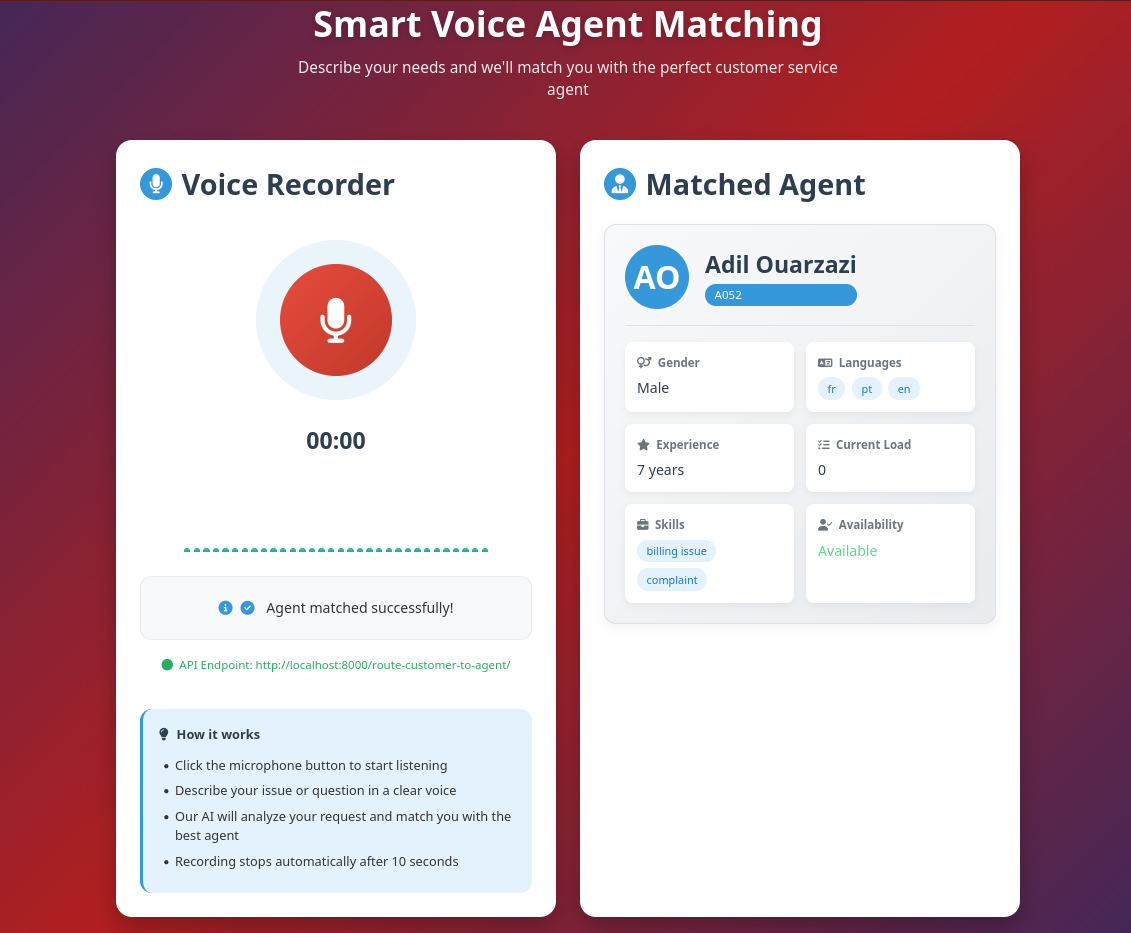 Smart Voice Agent Matching
Describe your needs and we'll match you with the perfect customer service
agent
Voice Recorder
00:00
Agent matched successfully!
API Endpoint: http://localhost:8000/route-customer-to-agent/
How it works
• Click the microphone button to start listening
• Describe your issue or question in a clear voice
• Our AI will analyze your request and match you with the
best agent
• Recording stops automatically after 10 seconds
Matched Agent
AO
Adil Ouarzazi
A052
Gender
Male
Languages
fr pt en
Experience
7 years
Current Load
0
Skills
billing issue
complaint
Availability
Available